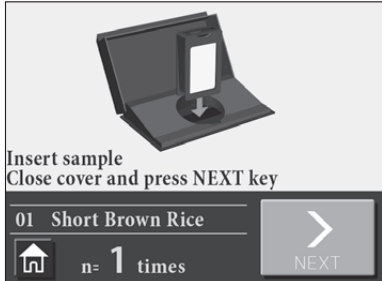 Insert sample
Close cover and press NEXT key
01 Short Brown Rice
n= 1 times
NEXT